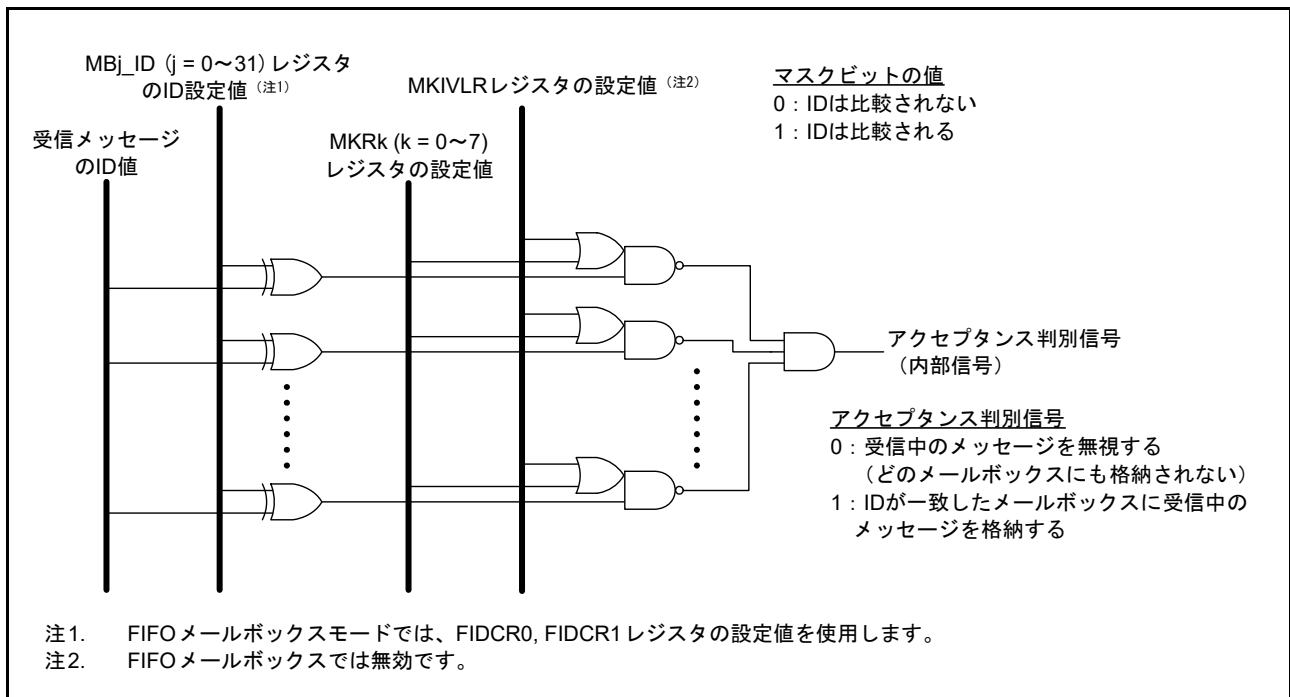 MBj_ID (j = 0～31) レジスタ
のID設定値（注1）
受信メッセージ
のID値
MKIVLRレジスタの設定値（注2）
MKRk (k = 0～7)
レジスタの設定値
マスクビットの値
0：IDは比較されない
1：IDは比較される
アクセプタンス判別信号
（内部信号）
アクセプタンス判別信号
0：受信中のメッセージを無視する
（どのメールボックスにも格納されない）
1：IDが一致したメールボックスに受信中の
メッセージを格納する
注1. FIFOメールボックスモードでは、FIDCR0, FIDCR1レジスタの設定値を使用します。
注2. FIFOメールボックスでは無効です。